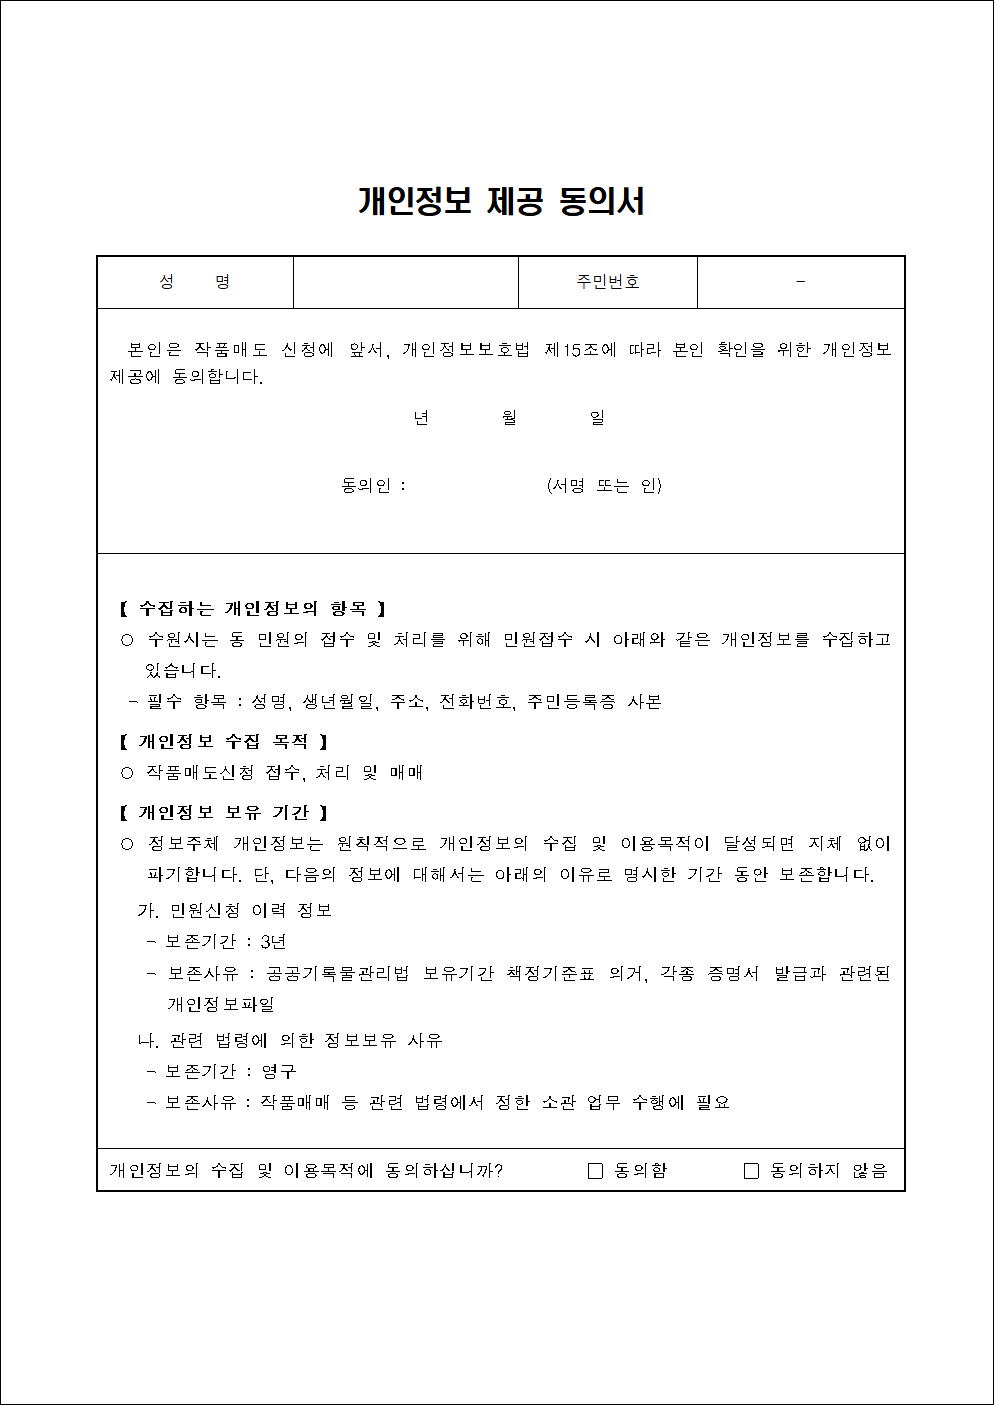 개인정보 제공 동의서
성 명 주민번호 -
본인은 작품매도 신청에 앞서, 개인정보보호법 제15조에 따라 본인 확인을 위한 개인정보
제공에 동의합니다.
년 월 일
동의인 : (서명 또는 인)
【 수집하는 개인정보의 항목 】
○ 수원시는 동 민원의 접수 및 처리를 위해 민원접수 시 아래와 같은 개인정보를 수집하고
있습니다.
- 필수 항목 : 성명, 생년월일, 주소, 전화번호, 주민등록증 사본
【 개인정보 수집 목적 】
○ 작품매도신청 접수, 처리 및 매매
【 개인정보 보유 기간 】
○ 정보주체 개인정보는 원칙적으로 개인정보의 수집 및 이용목적이 달성되면 지체 없이
파기합니다. 단, 다음의 정보에 대해서는 아래의 이유로 명시한 기간 동안 보존합니다.
가. 민원신청 이력 정보
- 보존기간 : 3년
- 보존사유 : 공공기록물관리법 보유기간 책정기준표 의거, 각종 증명서 발급과 관련된
개인정보파일
나. 관련 법령에 의한 정보보유 사유
- 보존기간 : 영구
- 보존사유 : 작품매매 등 관련 법령에서 정한 소관 업무 수행에 필요
개인정보의 수집 및 이용목적에 동의하십니까? □ 동의함 □ 동의하지 않음